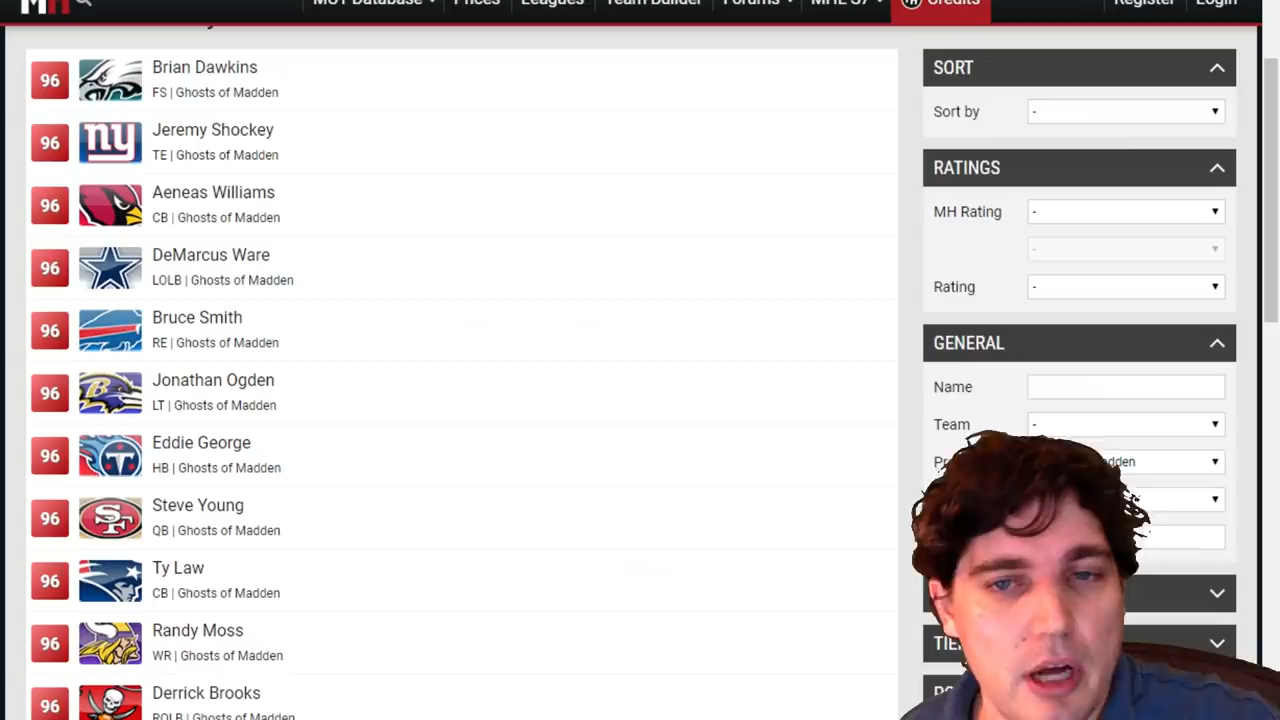 MUT Database
Prices
Leagues
Team Builder
Forums
Credits
Register
Login
96
Brian Dawkins
FS | Ghosts of Madden
96
Jeremy Shockey
TE | Ghosts of Madden
96
Aeneas Williams
CB | Ghosts of Madden
96
DeMarcus Ware
LOLB | Ghosts of Madden
96
Bruce Smith
RE | Ghosts of Madden
96
Jonathan Ogden
LT | Ghosts of Madden
96
Eddie George
HB | Ghosts of Madden
96
Steve Young
QB | Ghosts of Madden
96
Ty Law
CB | Ghosts of Madden
96
Randy Moss
WR | Ghosts of Madden
96
Derrick Brooks
ROLB | Ghosts of Madden
SORT
Sort by -
RATINGS
MH Rating -
-
Rating -
GENERAL
Name
Team -